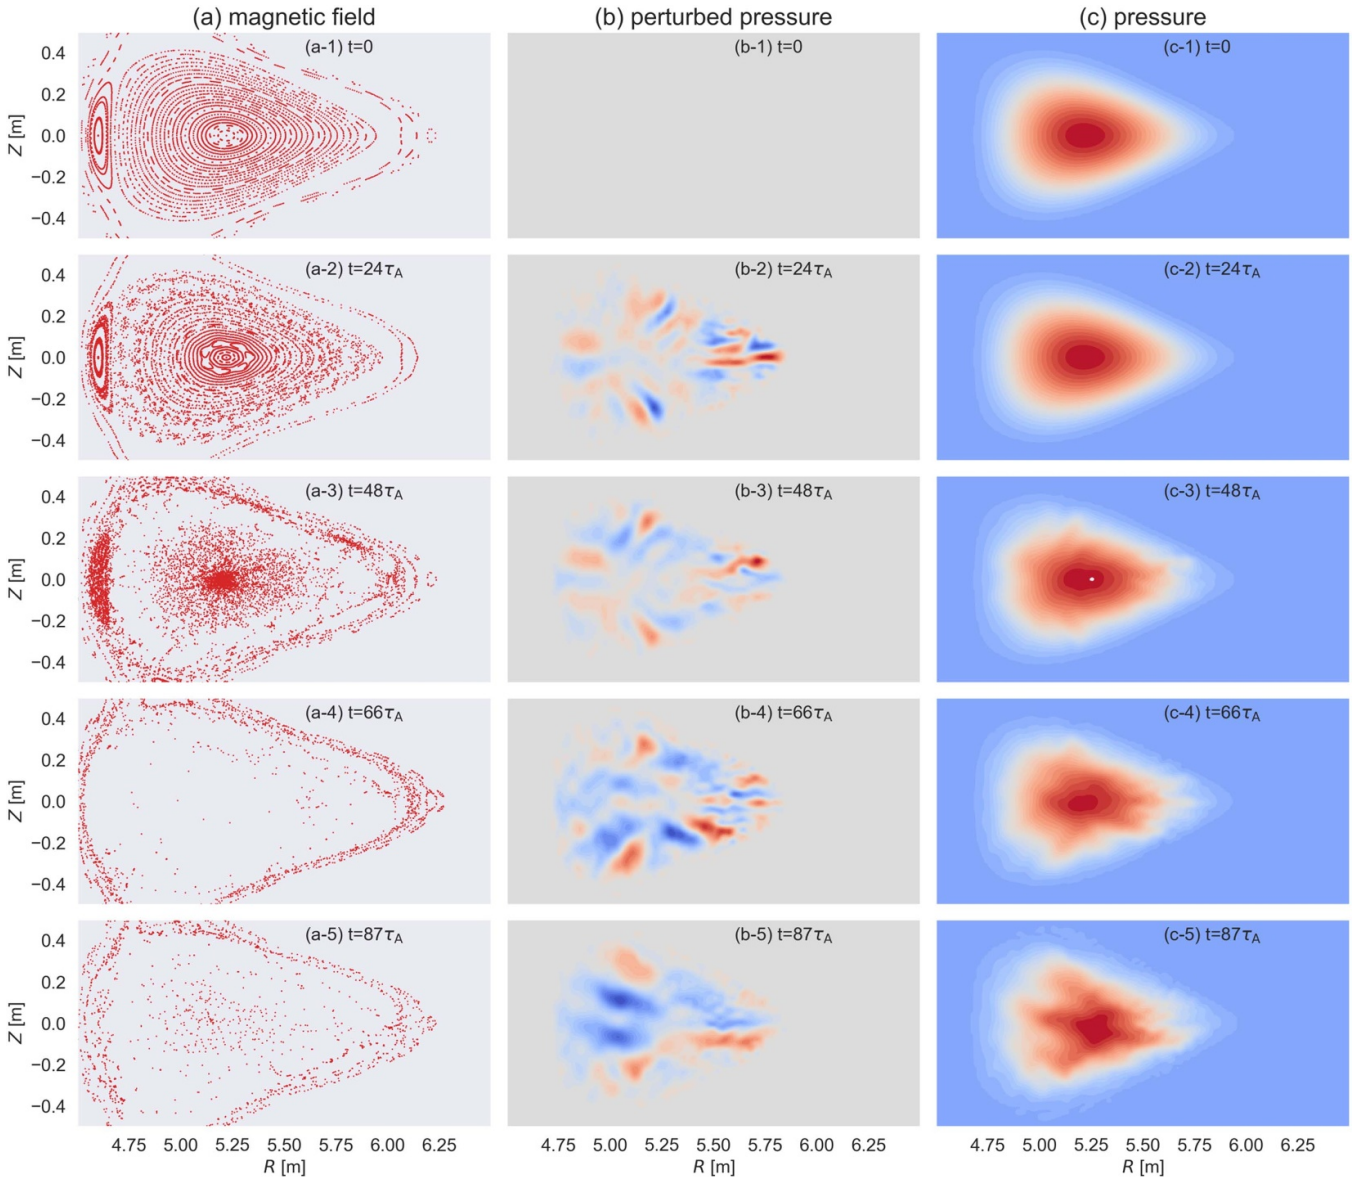 (a) magnetic field (b) perturbed pressure (c) pressure
0.4 (a-1) t=0 (b-1) t=0 (c-1) t=0
0.2
Z [m] 0.0
−0.2
−0.4
0.4 (a-2) t=24τA (b-2) t=24τA (c-2) t=24τA
0.2
Z [m] 0.0
−0.2
−0.4
0.4 (a-3) t=48τA (b-3) t=48τA (c-3) t=48τA
0.2
Z [m] 0.0
−0.2
−0.4
0.4 (a-4) t=66τA (b-4) t=66τA (c-4) t=66τA
0.2
Z [m] 0.0
−0.2
−0.4
0.4 (a-5) t=87τA (b-5) t=87τA (c-5) t=87τA
0.2
Z [m] 0.0
−0.2
−0.4
4.75 5.00 5.25 5.50 5.75 6.00 6.25 4.75 5.00 5.25 5.50 5.75 6.00 6.25 4.75 5.00 5.25 5.50 5.75 6.00 6.25
R [m] R [m] R [m]